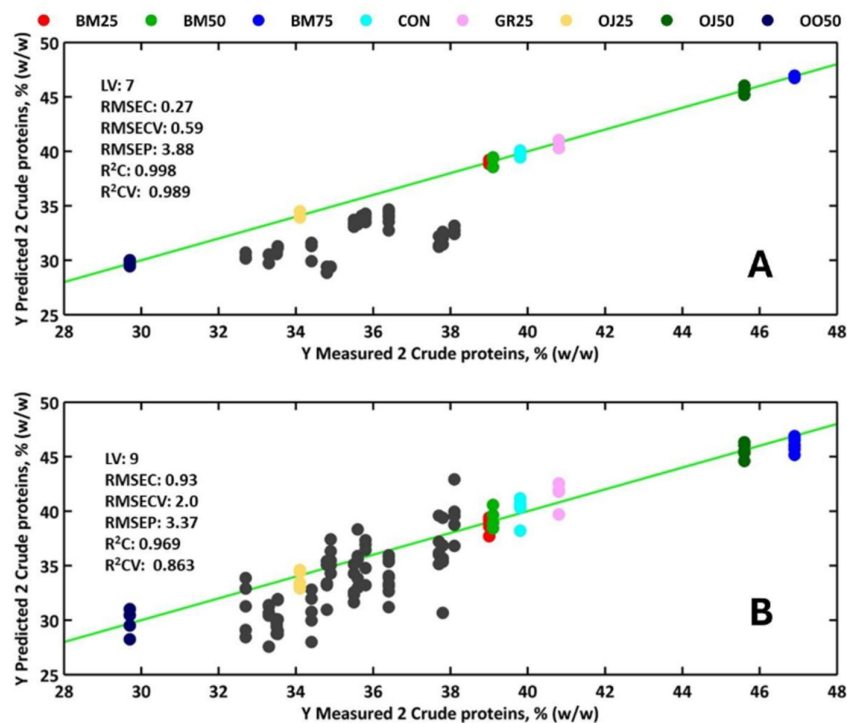 BM25 BM50 BM75 CON GR25 OJ25 OJ50 OO50
A
50
45
40
35
30
25
Y Predicted 2 Crude proteins, % (w/w)
LV: 7
RMSEC: 0.27
RMSECV: 0.59
RMSEP: 3.88
R²C: 0.998
R²CV: 0.989
A
28 30 32 34 36 38 40 42 44 46 48
Y Measured 2 Crude proteins, % (w/w)
B
50
45
40
35
30
25
Y Predicted 2 Crude proteins, % (w/w)
LV: 9
RMSEC: 0.93
RMSECV: 2.0
RMSEP: 3.37
R²C: 0.969
R²CV: 0.863
B
28 30 32 34 36 38 40 42 44 46 48
Y Measured 2 Crude proteins, % (w/w)